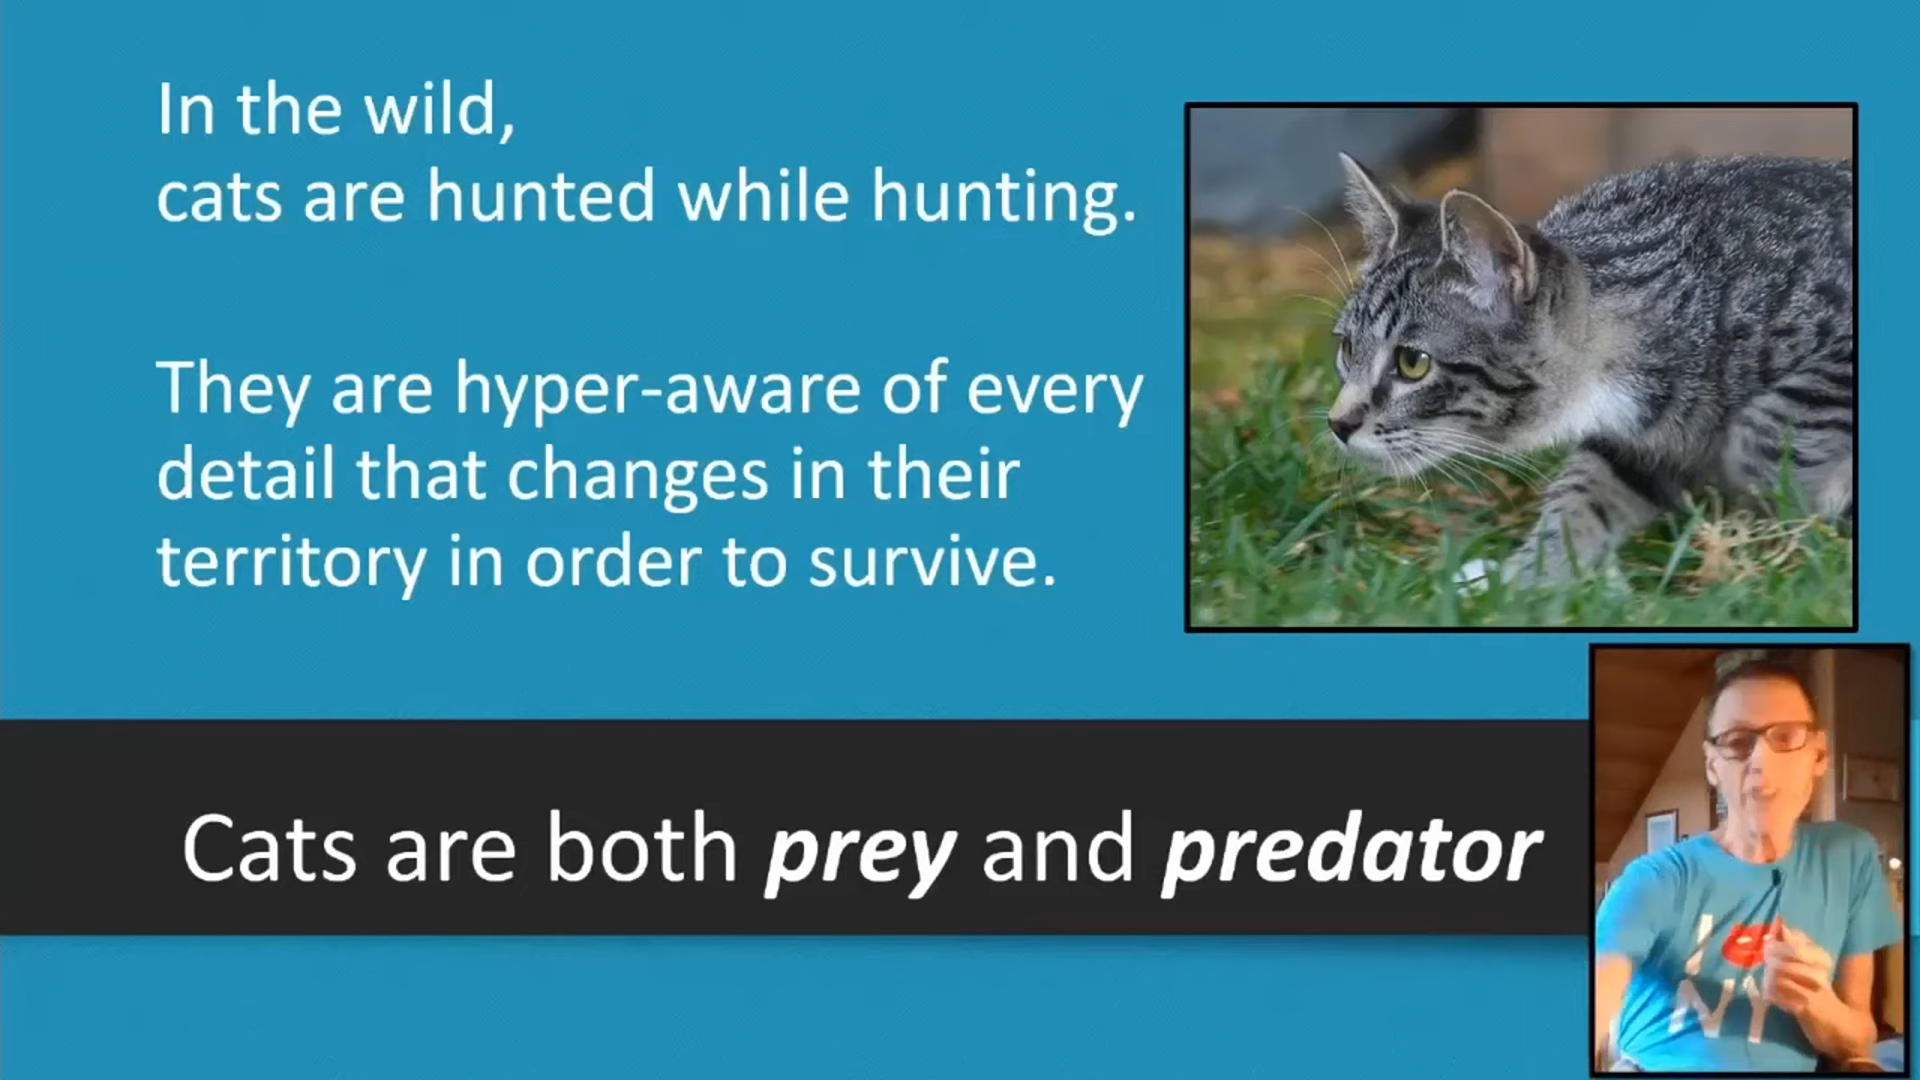 In the wild,
cats are hunted while hunting.
They are hyper-aware of every
detail that changes in their
territory in order to survive.
Cats are both prey and predator
I
NY